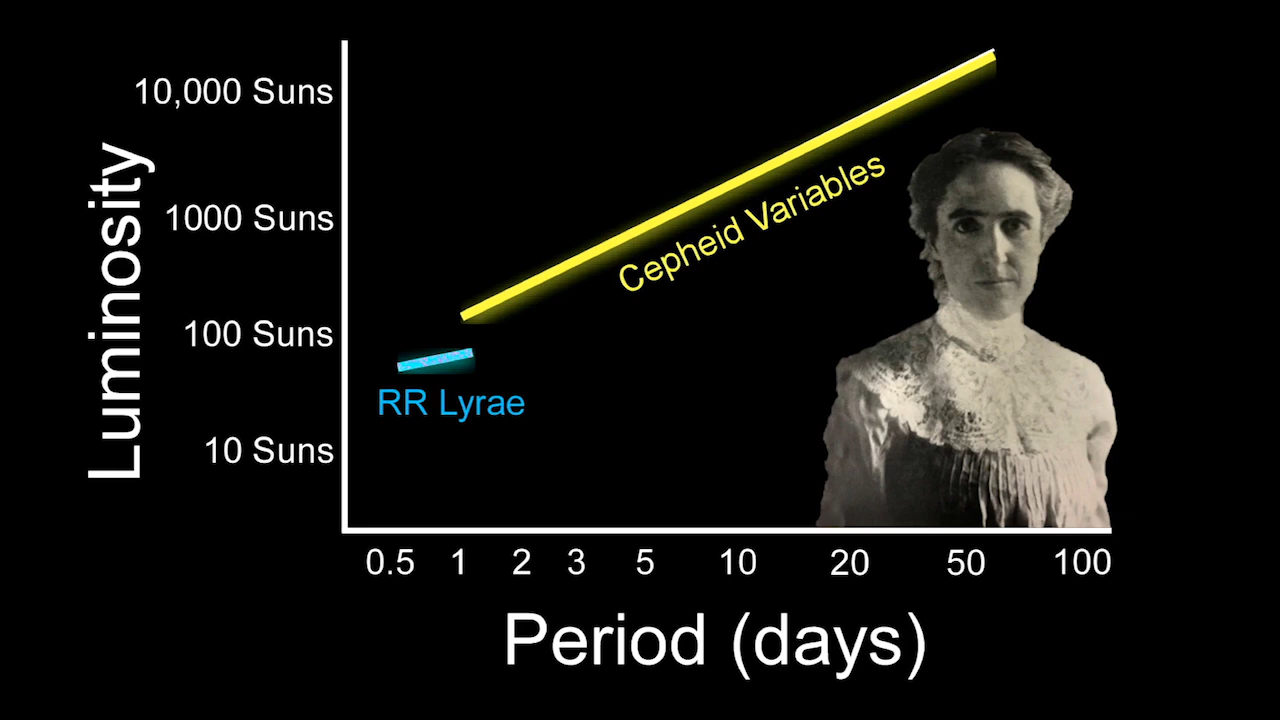 Luminosity
10,000 Suns
1000 Suns
100 Suns
10 Suns
Cepheid Variables
RR Lyrae
0.5 1 2 3 5 10 20 50 100
Period (days)